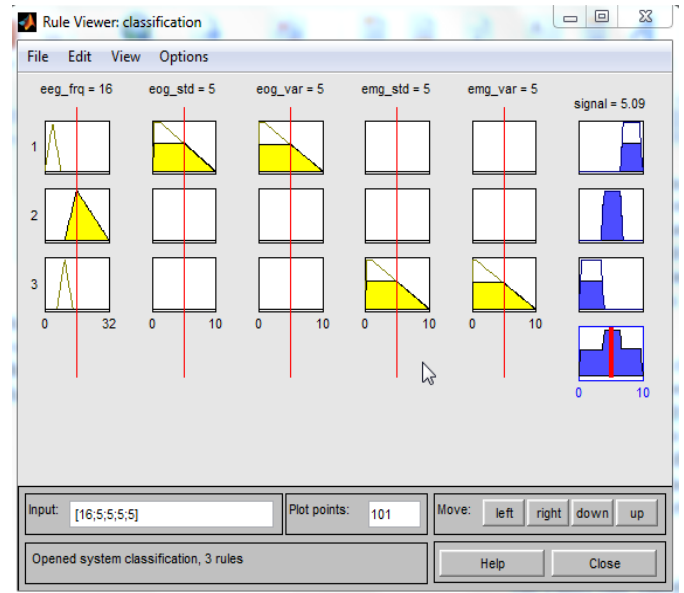 Rule Viewer: classification
File Edit View Options
eeg_frq = 16 eog_std = 5 eog_var = 5 emg_std = 5 emg_var = 5 signal = 5.09
1
2
3
0 32 0 10 0 10 0 10 0 10
0 10
Input: [16;5;5;5;5] Plot points: 101 Move: left right down up
Opened system classification, 3 rules Help Close